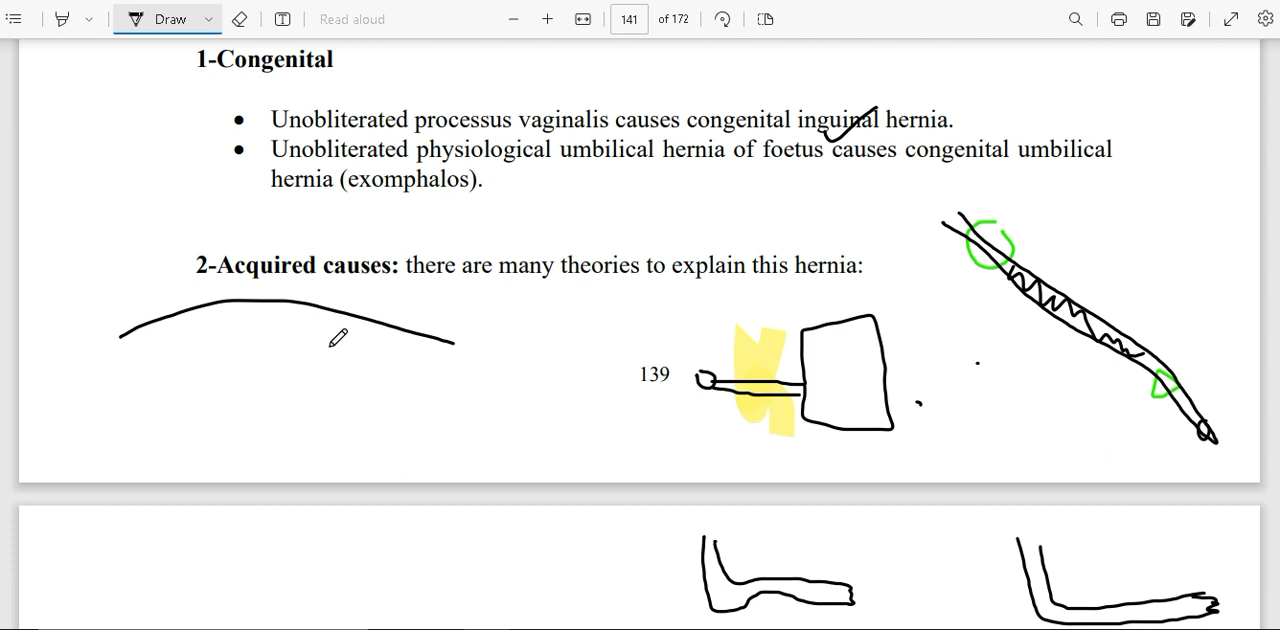 Draw
Read aloud
141
of 172
1-Congenital
• Unobliterated processus vaginalis causes congenital inguinal hernia.
• Unobliterated physiological umbilical hernia of foetus causes congenital umbilical
hernia (exomphalos).
2-Acquired causes: there are many theories to explain this hernia:
139